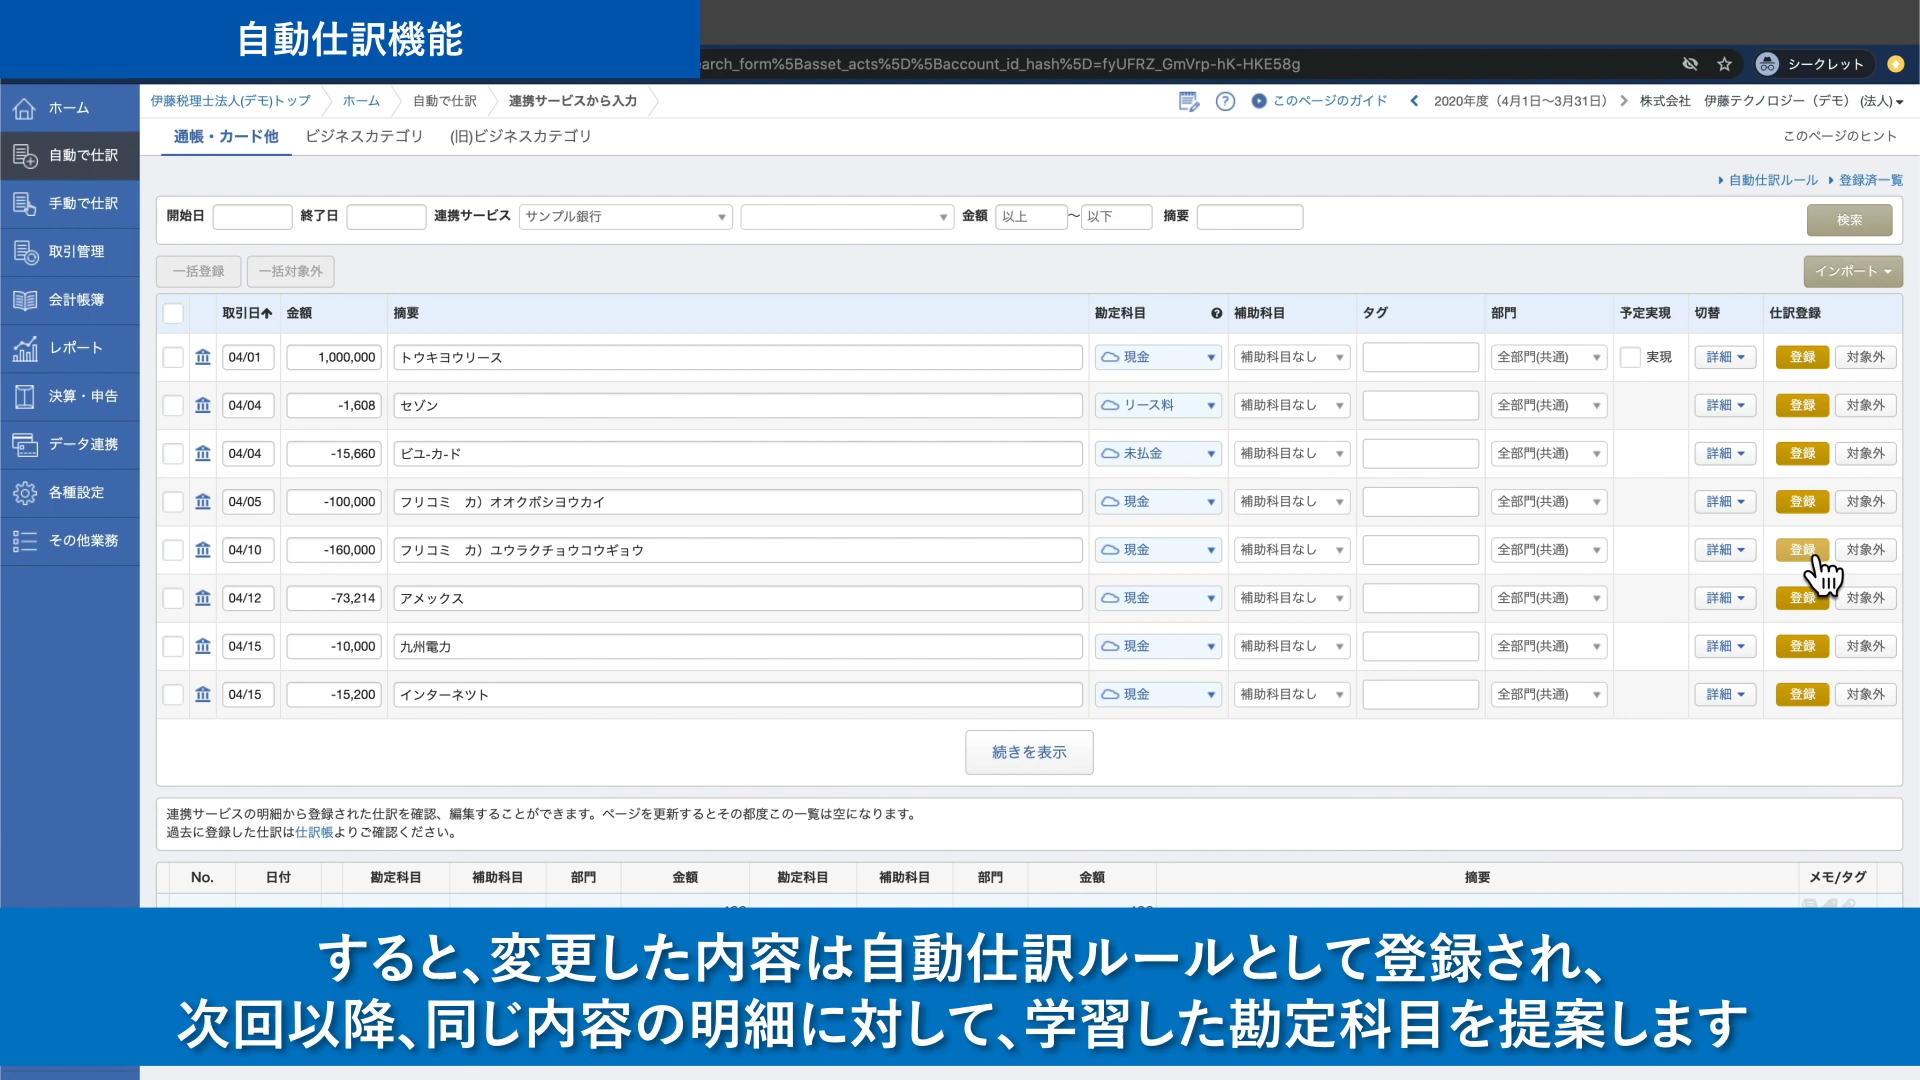 自動仕訳機能
arch_form%5Basset_acts%5D%5Baccount_id_hash%5D=fyUFRZ_GmVrp-hK-HKE58g
シークレット
ホーム
自動で仕訳
手動で仕訳
取引管理
会計帳簿
レポート
決算・申告
データ連携
各種設定
その他業務
伊藤税理士法人(デモ)トップ ホーム 自動で仕訳 連携サービスから入力
このページのガイド 2020年度（4月1日〜3月31日） 株式会社 伊藤テクノロジー（デモ） (法人)
通帳・カード他 ビジネスカテゴリ (旧)ビジネスカテゴリ このページのヒント
自動仕訳ルール 登録済一覧
開始日 終了日 連携サービス サンプル銀行 金額 以上 〜 以下 摘要 検索
一括登録 一括対象外 インポート
取引日 金額 摘要 勘定科目 補助科目 タグ 部門 予定実現 切替 仕訳登録
04/01 1,000,000 トウキヨウリース 現金 補助科目なし 全部門(共通) 実現 詳細 登録 対象外
04/04 -1,608 セゾン リース料 補助科目なし 全部門(共通) 詳細 登録 対象外
04/04 -15,660 ビユ-カ-ド 未払金 補助科目なし 全部門(共通) 詳細 登録 対象外
04/05 -100,000 フリコミ カ）オオクボシヨウカイ 現金 補助科目なし 全部門(共通) 詳細 登録 対象外
04/10 -160,000 フリコミ カ）ユウラクチョウコウギョウ 現金 補助科目なし 全部門(共通) 詳細 登録 対象外
04/12 -73,214 アメックス 現金 補助科目なし 全部門(共通) 詳細 登録 対象外
04/15 -10,000 九州電力 現金 補助科目なし 全部門(共通) 詳細 登録 対象外
04/15 -15,200 インターネツト 現金 補助科目なし 全部門(共通) 詳細 登録 対象外
続きを表示
連携サービスの明細から登録された仕訳を確認、編集することができます。ページを更新するとその都度この一覧は空になります。
過去に登録した仕訳は仕訳帳よりご確認ください。
No. 日付 勘定科目 補助科目 部門 金額 勘定科目 補助科目 部門 金額 摘要 メモ/タグ
すると、変更した内容は自動仕訳ルールとして登録され、
次回以降、同じ内容の明細に対して、学習した勘定科目を提案します